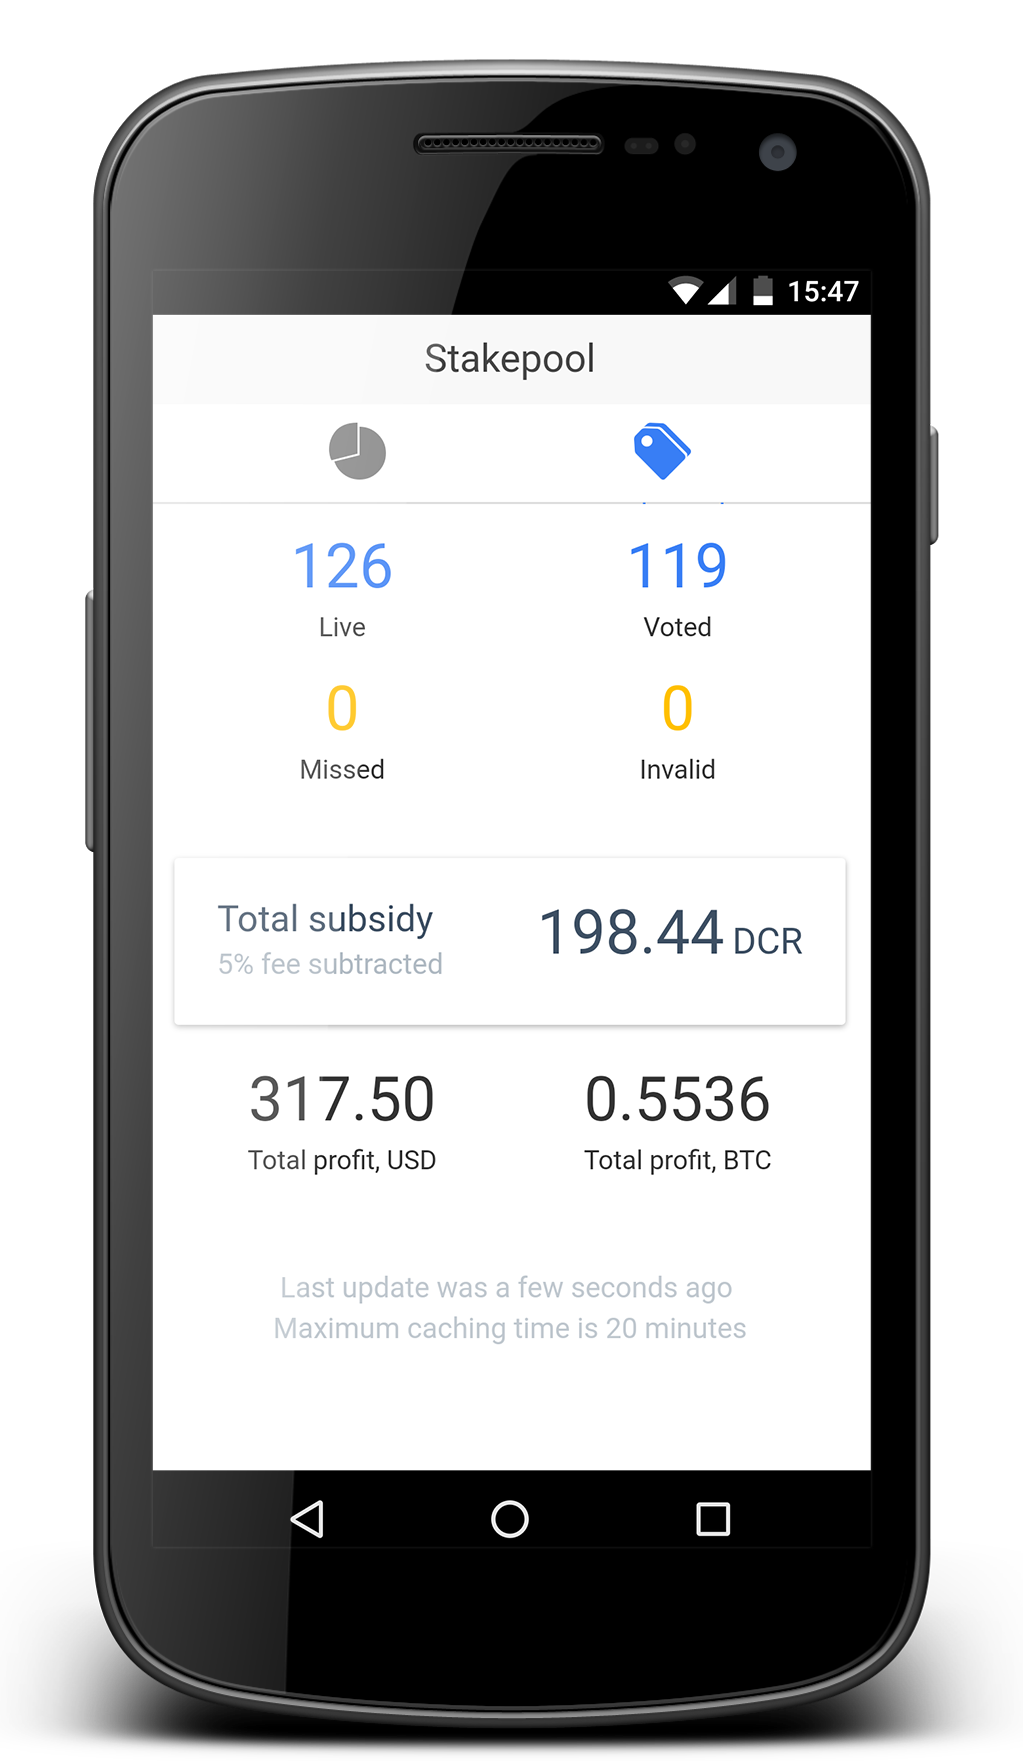 15:47
Stakepool
126 119
Live Voted
0 0
Missed Invalid
Total subsidy 198.44 DCR
5% fee subtracted
317.50 0.5536
Total profit, USD Total profit, BTC
Last update was a few seconds ago
Maximum caching time is 20 minutes